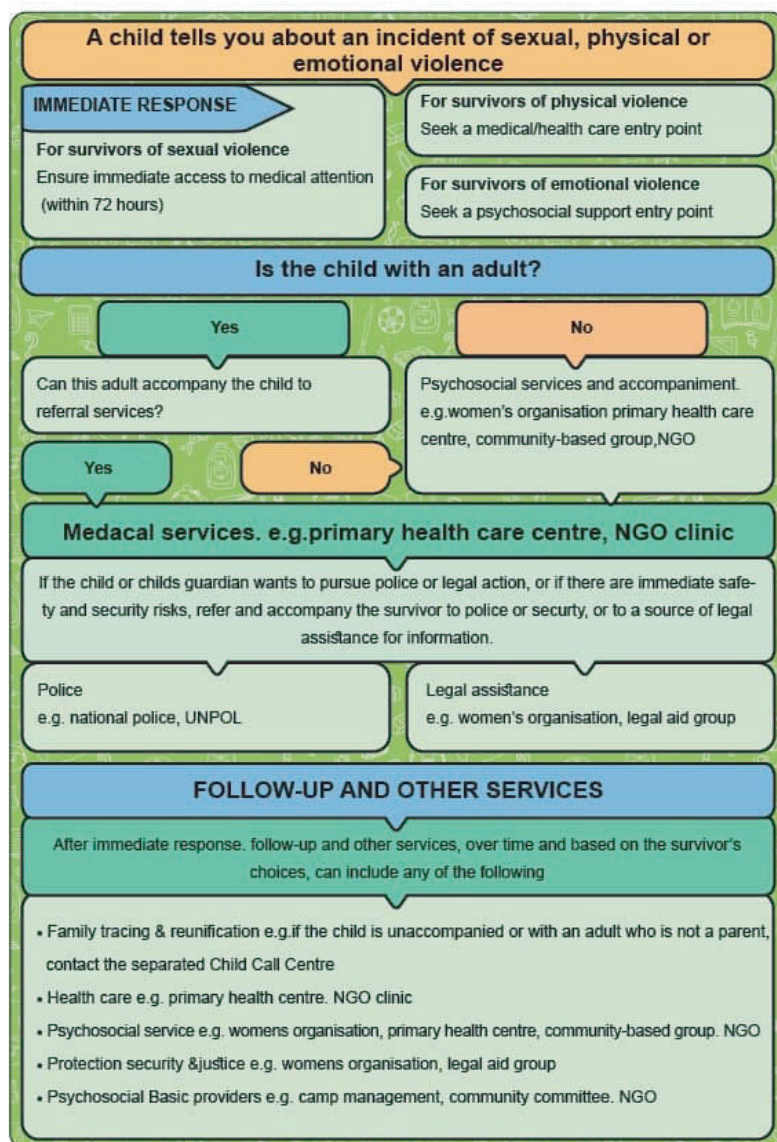 A child tells you about an incident of sexual, physical or
emotional violence
IMMEDIATE RESPONSE
For survivors of sexual violence
Ensure immediate access to medical attention
(within 72 hours)
For survivors of physical violence
Seek a medical/health care entry point
For survivors of emotional violence
Seek a psychosocial support entry point
Is the child with an adult?
Yes
No
Can this adult accompany the child to
referral services?
Psychosocial services and accompaniment.
e.g.women's organisation primary health care
centre, community-based group,NGO
Yes
No
Medacal services. e.g.primary health care centre, NGO clinic
If the child or childs guardian wants to pursue police or legal action, or if there are immediate safe-
ty and security risks, refer and accompany the survivor to police or securty, or to a source of legal
assistance for information.
Police
e.g. national police, UNPOL
Legal assistance
e.g. women's organisation, legal aid group
FOLLOW-UP AND OTHER SERVICES
After immediate response. follow-up and other services, over time and based on the survivor's
choices, can include any of the following
• Family tracing & reunification e.g.if the child is unaccompanied or with an adult who is not a parent,
contact the separated Child Call Centre
• Health care e.g. primary health centre. NGO clinic
• Psychosocial service e.g. womens organisation, primary health centre, community-based group. NGO
• Protection security &justice e.g. womens organisation, legal aid group
• Psychosocial Basic providers e.g. camp management, community committee. NGO